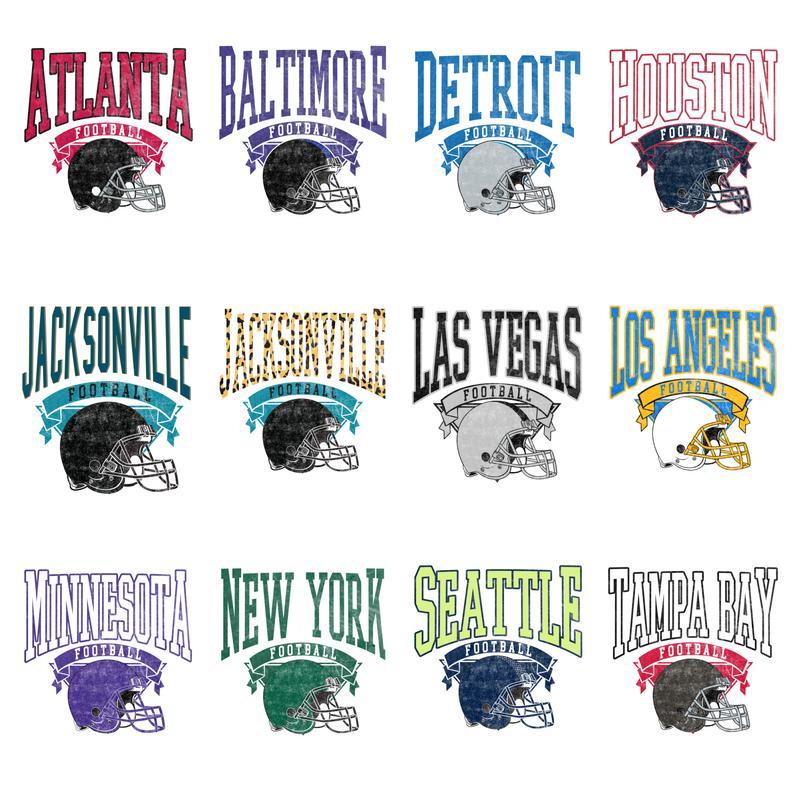 ATLANTA
FOOTBALL
BALTIMORE
FOOTBALL
DETROIT
FOOTBALL
HOUSTON
FOOTBALL
JACKSONVILLE
FOOTBALL
JACKSONVILLE
FOOTBALL
LAS VEGAS
FOOTBALL
LOS ANGELES
FOOTBALL
MINNESOTA
FOOTBALL
NEW YORK
FOOTBALL
SEATTLE
FOOTBALL
TAMPA BAY
FOOTBALL